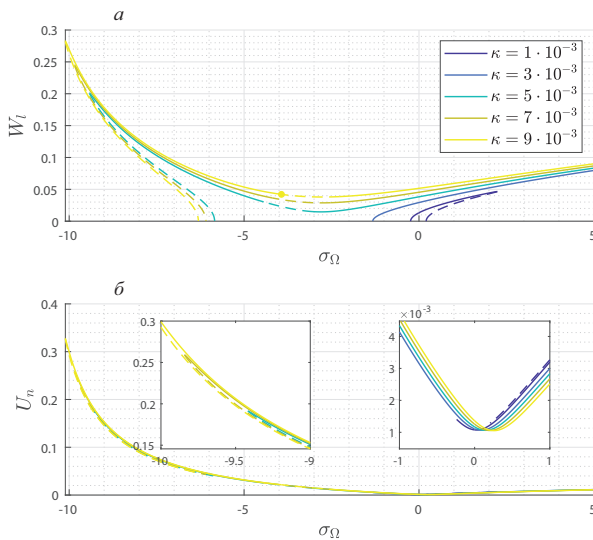 а
0.3
0.25
0.2
0.15
0.1
0.05
0
W_l
κ = 1 · 10⁻³
κ = 3 · 10⁻³
κ = 5 · 10⁻³
κ = 7 · 10⁻³
κ = 9 · 10⁻³
-10 -5 0 5
σ_Ω
б
0.4
0.3
0.2
0.1
0
U_n
0.3
0.25
0.2
0.15
-10 -9.5 -9
×10⁻³
4
3
2
1
-1 0 1
-10 -5 0 5
σ_Ω